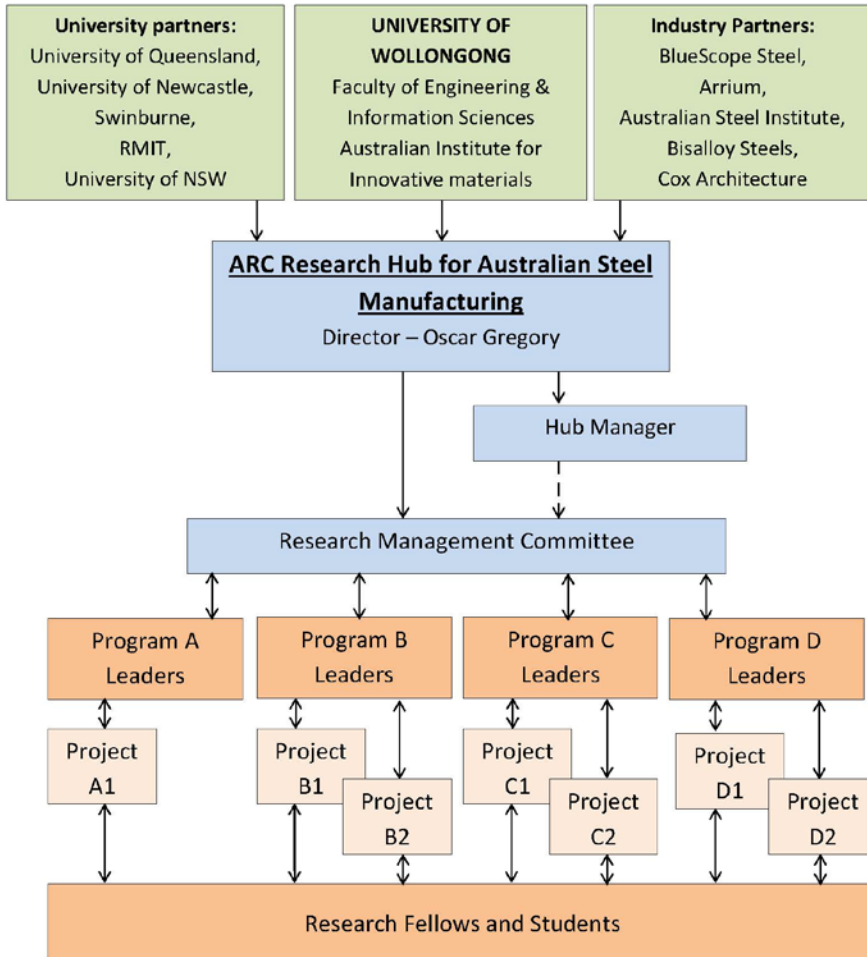 University partners:
University of Queensland,
University of Newcastle,
Swinburne,
RMIT,
University of NSW
UNIVERSITY OF
WOLLONGONG
Faculty of Engineering &
Information Sciences
Australian Institute for
Innovative materials
Industry Partners:
BlueScope Steel,
Arrium,
Australian Steel Institute,
Bisalloy Steels,
Cox Architecture
ARC Research Hub for Australian Steel
Manufacturing
Director – Oscar Gregory
Hub Manager
Research Management Committee
Program A
Leaders
Program B
Leaders
Program C
Leaders
Program D
Leaders
Project
A1
Project
B1
Project
B2
Project
C1
Project
C2
Project
D1
Project
D2
Research Fellows and Students